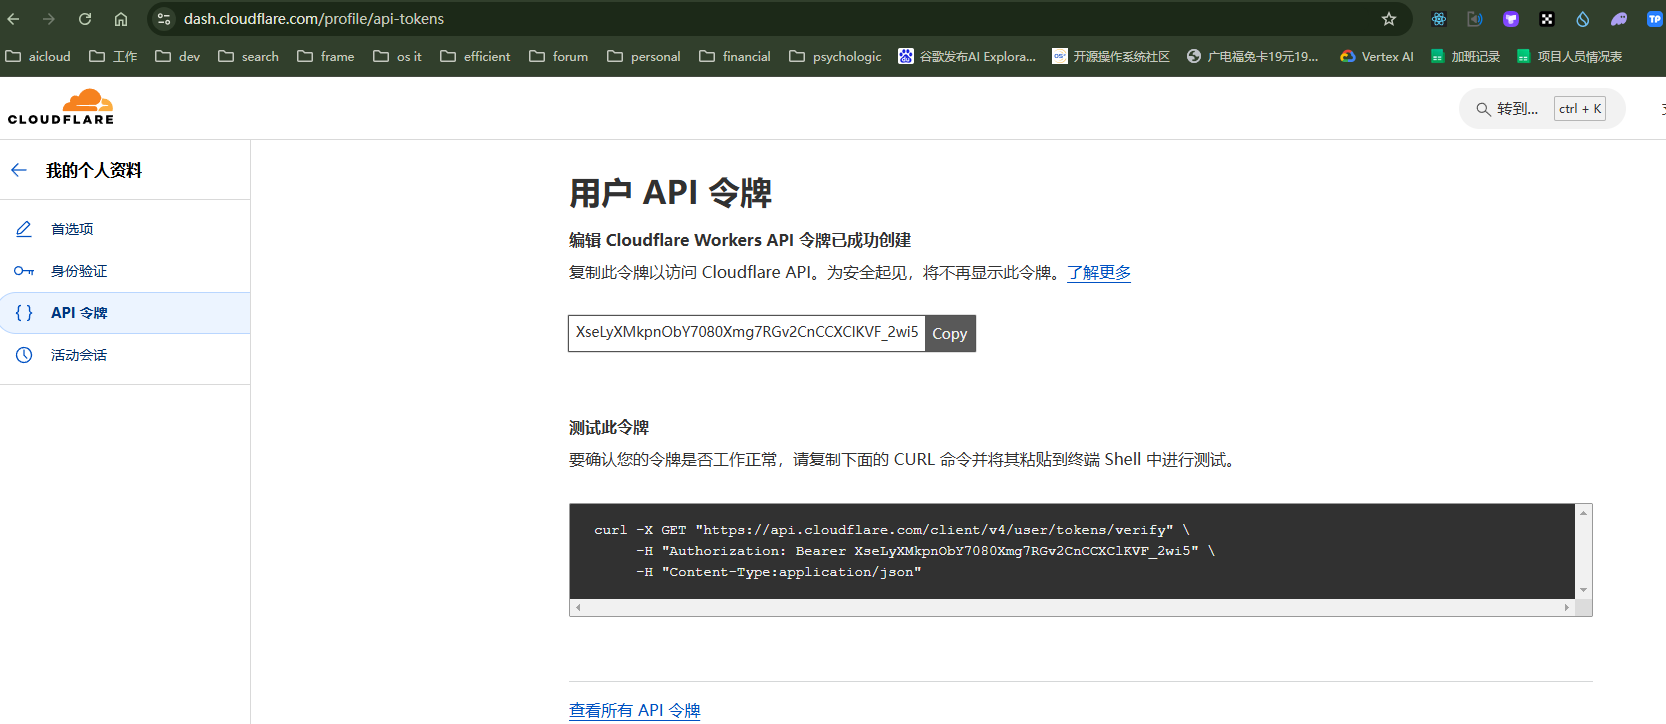 dash.cloudflare.com/profile/api-tokens
aicloud 工作 dev search frame os it efficient forum personal financial psychologic 谷歌发布AI Explora... 开源操作系统社区 广电福兔卡19元19... Vertex AI 加班记录 项目人员情况表
CLOUDFLARE
转到... ctrl + K
我的个人资料
首选项
身份验证
API 令牌
活动会话
用户 API 令牌
编辑 Cloudflare Workers API 令牌已成功创建
复制此令牌以访问 Cloudflare API。为安全起见，将不再显示此令牌。了解更多
XseLyXMkpnObY7080Xmg7RGv2CnCCXClKVF_2wi5 Copy
测试此令牌
要确认您的令牌是否工作正常，请复制下面的 CURL 命令并将其粘贴到终端 Shell 中进行测试。
curl -X GET "https://api.cloudflare.com/client/v4/user/tokens/verify" \
-H "Authorization: Bearer XseLyXMkpnObY7080Xmg7RGv2CnCCXClKVF_2wi5" \
-H "Content-Type:application/json"
查看所有 API 令牌